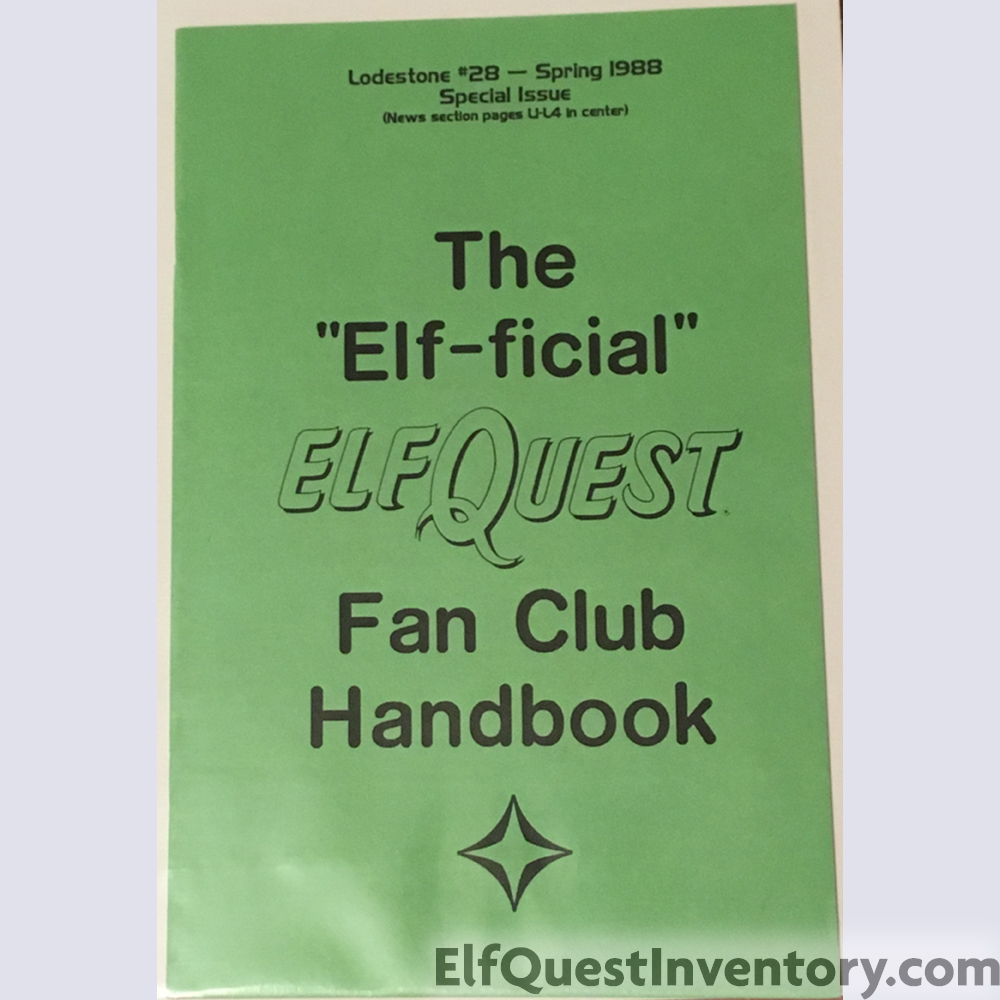 Lodestone #28 — Spring 1988
Special Issue
(News section pages L1-L4 in center)
The
"Elf-ficial"
ELFQUEST
Fan Club
Handbook
ElfQuestInventory.com